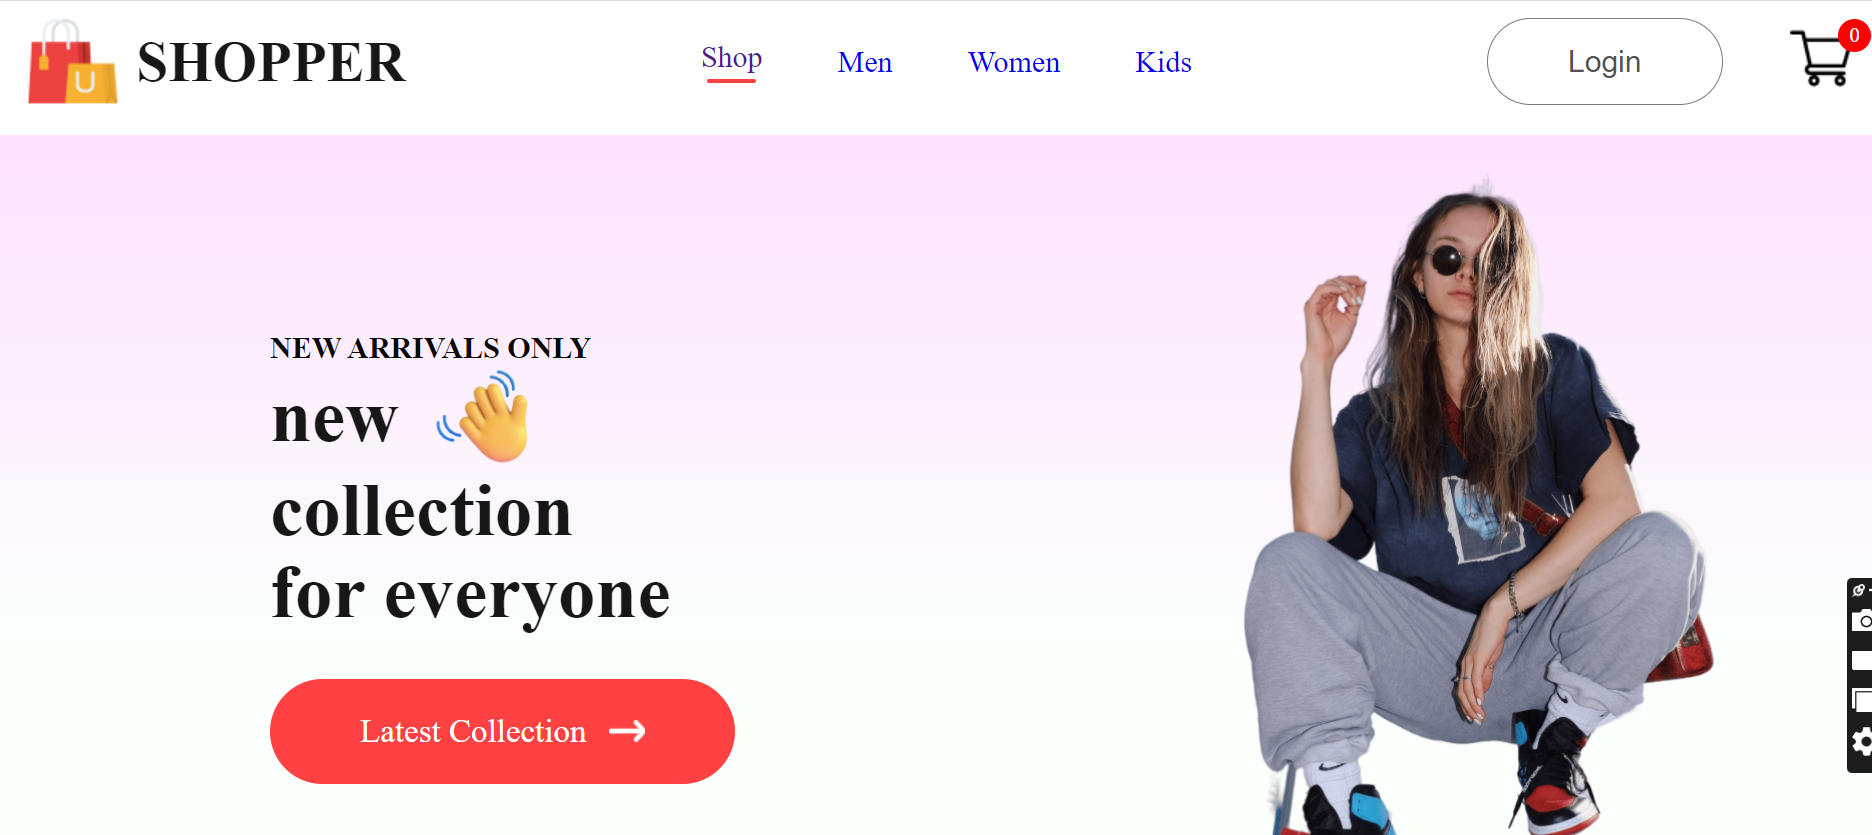 SHOPPER
Shop
Men
Women
Kids
Login
0
NEW ARRIVALS ONLY
new
collection
for everyone
Latest Collection